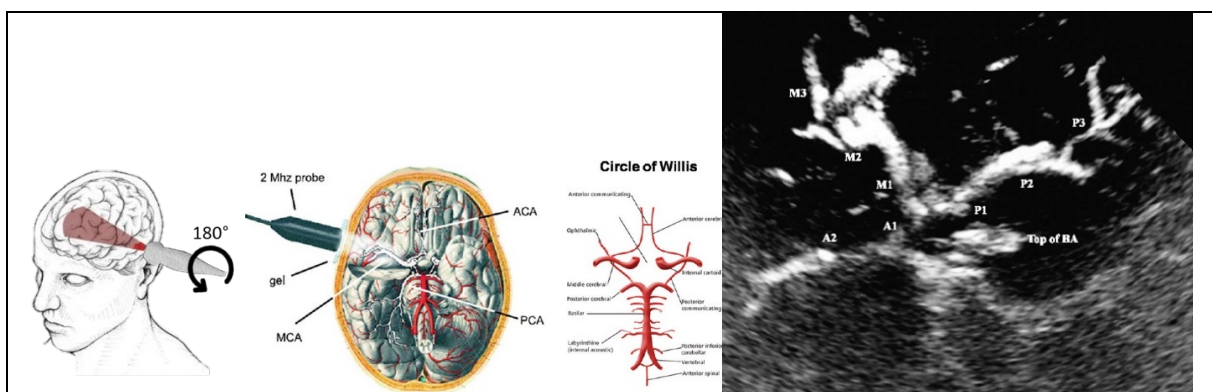 180°
2 Mhz probe
gel
MCA
ACA
PCA
Circle of Willis
Anterior communicating
Anterior cerebral
Ophthalmic
Internal cartoid
Middle cerebral
Posterior cerebral
Posterior
communicating
Basilar
Labyrinthine
(internal acoustic)
Posterior inferior
cerebellar
Vertebral
Anterior spinal
M3
M2
M1
A1
A2
P3
P2
P1
Top of BA